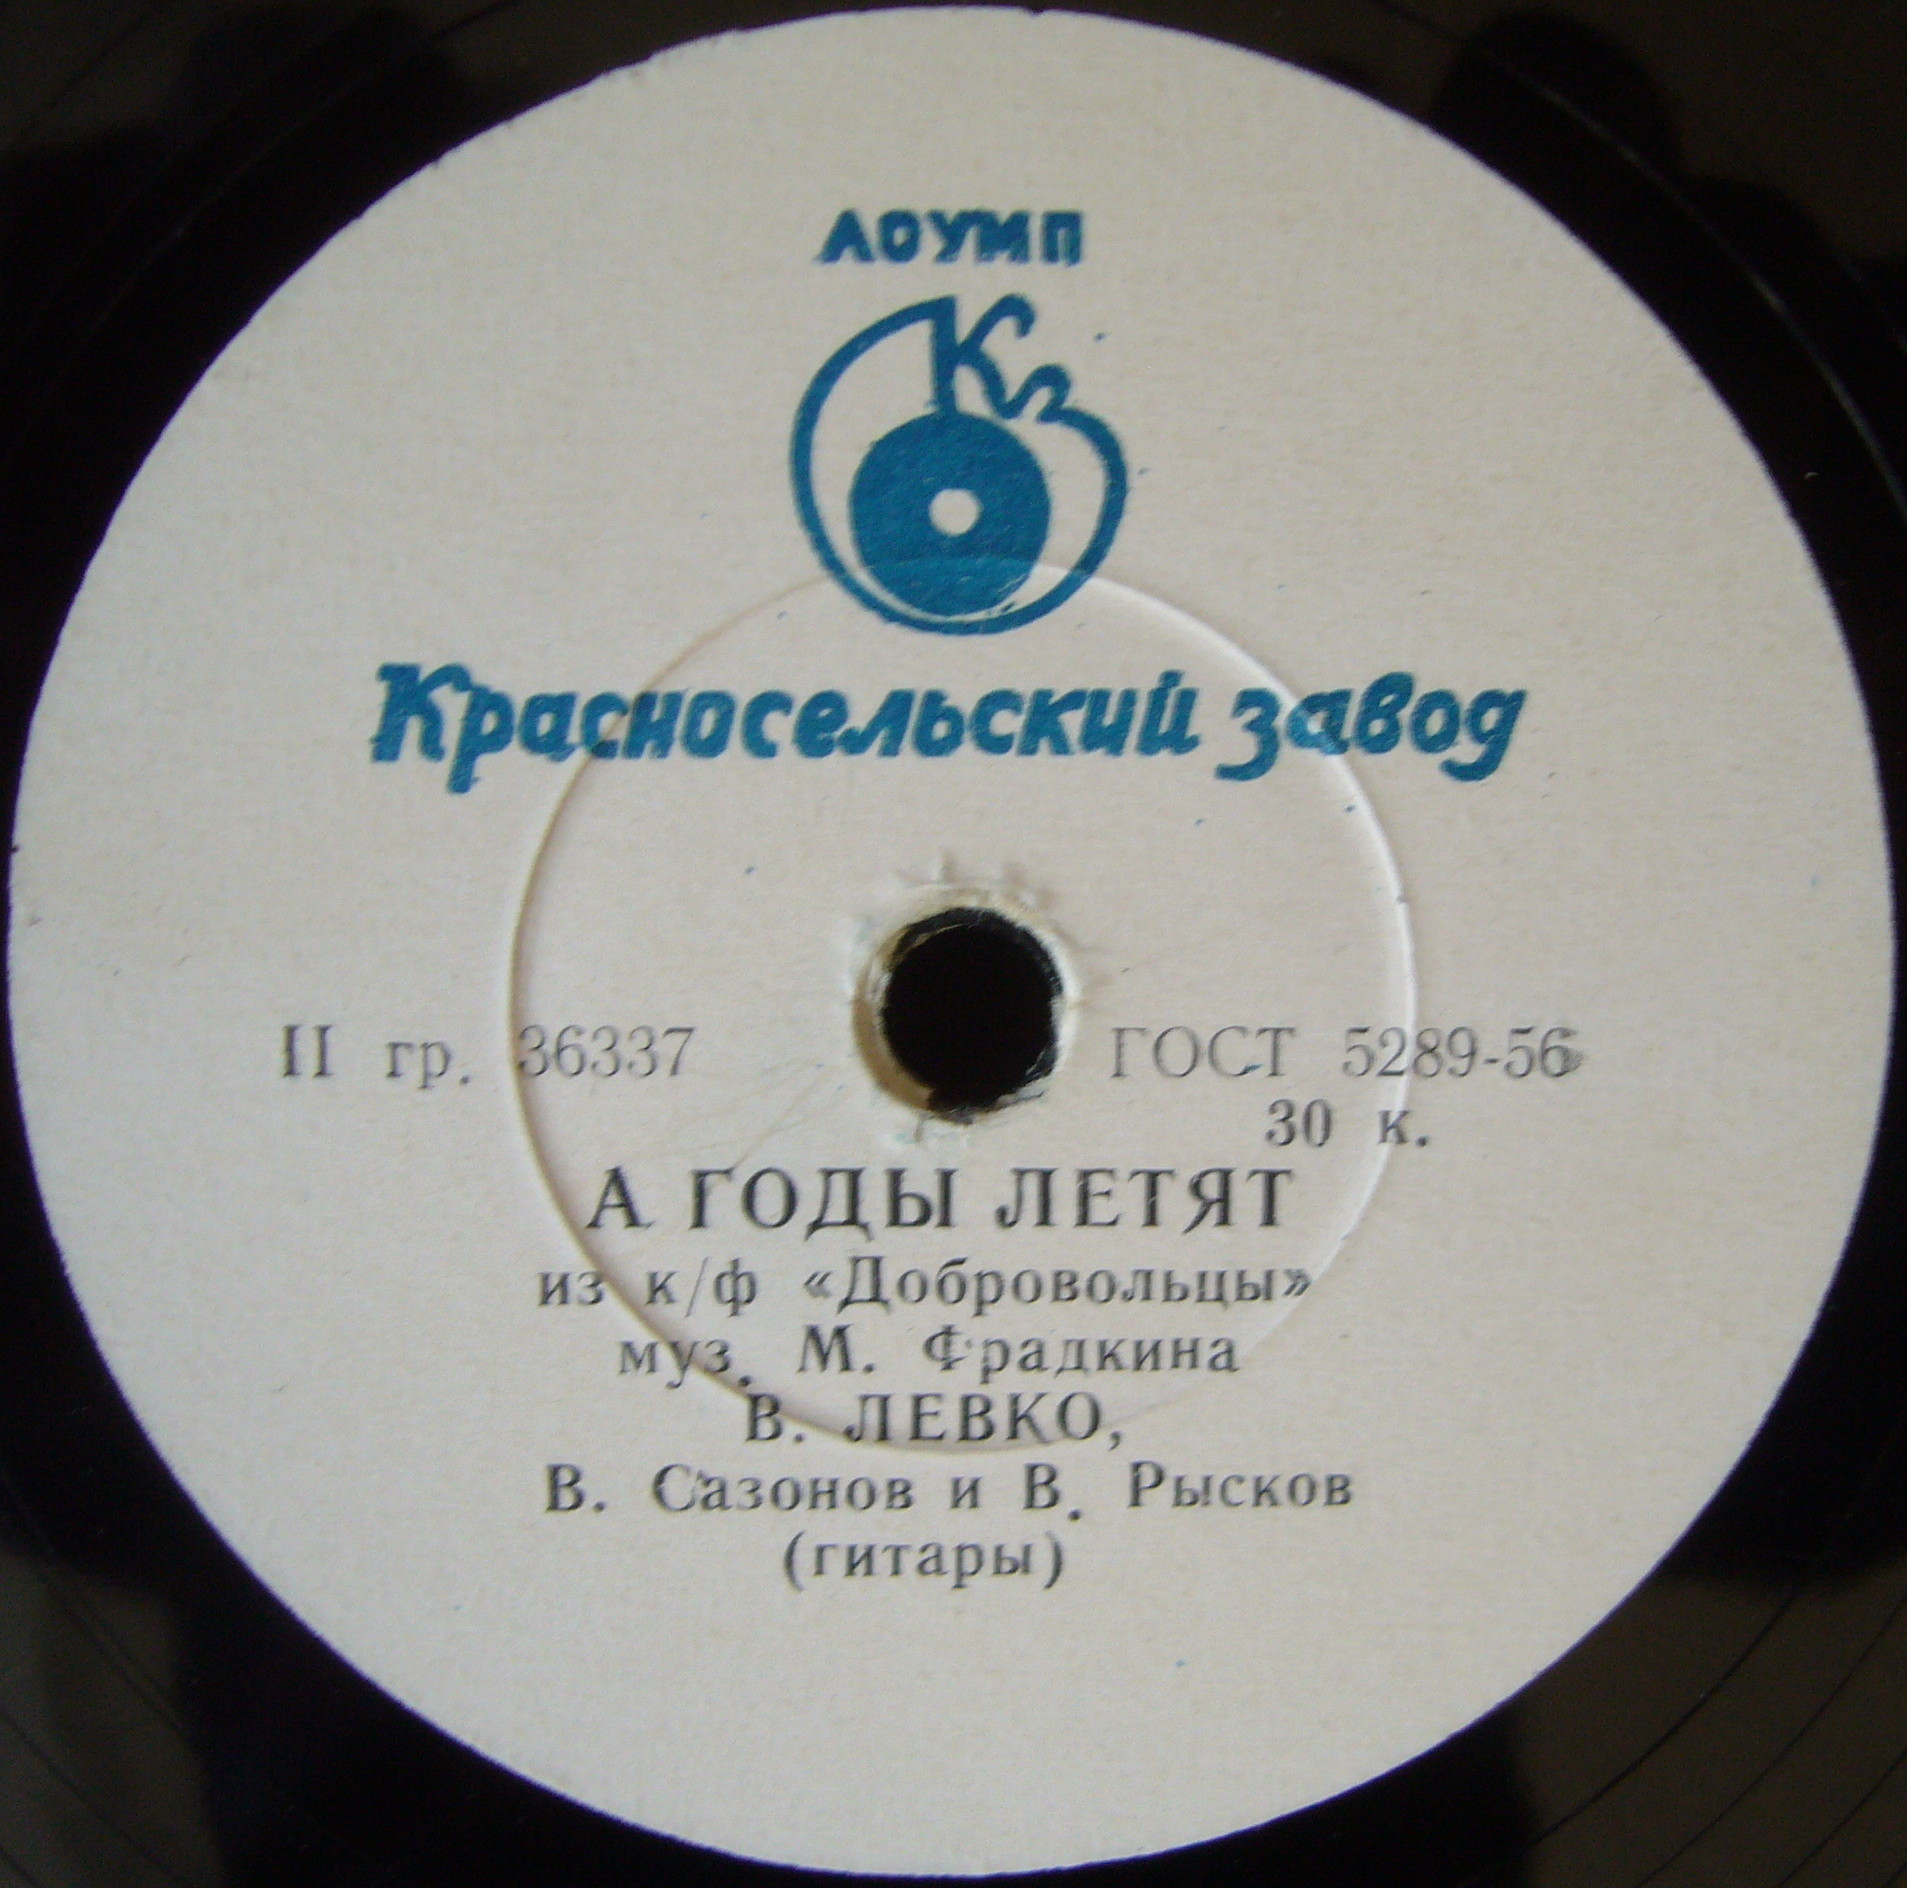 ЛОУМП
Кз
Красносельский завод
II гр. 36337 ГОСТ 5289-56
30 к.
А ГОДЫ ЛЕТЯТ
из к/ф «Добровольцы»
муз. М. Фрадкина
В. ЛЕВКО,
В. Сазонов и В. Рысков
(гитары)